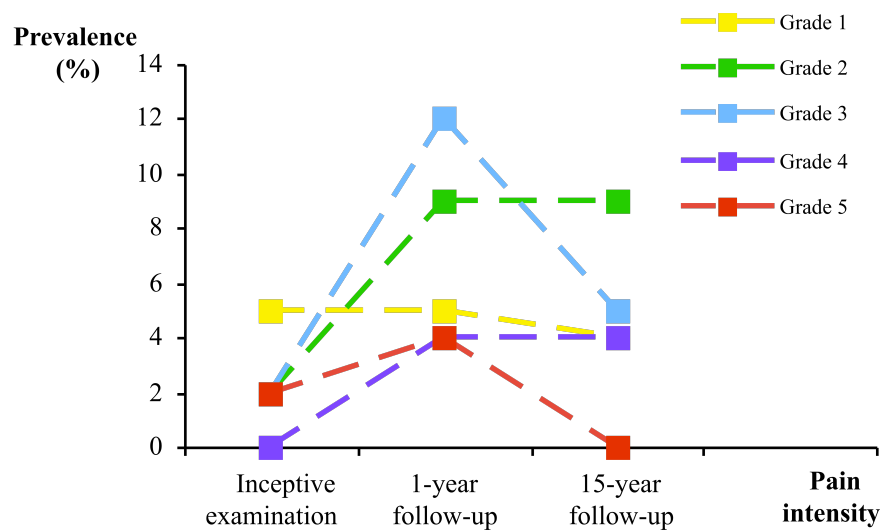 Prevalence
(%)
14
12
10
8
6
4
2
0
Inceptive
examination
1-year
follow-up
15-year
follow-up
Pain
intensity
Grade 1
Grade 2
Grade 3
Grade 4
Grade 5